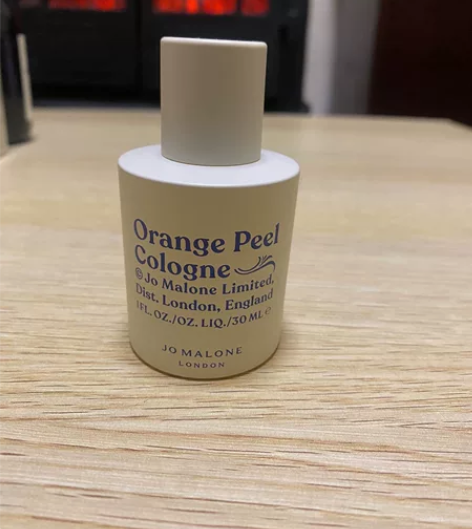 Orange Peel
Cologne
© Jo Malone Limited,
Dist. London, England
1FL. OZ./OZ. LIQ./30 ML ℮
JO MALONE
LONDON